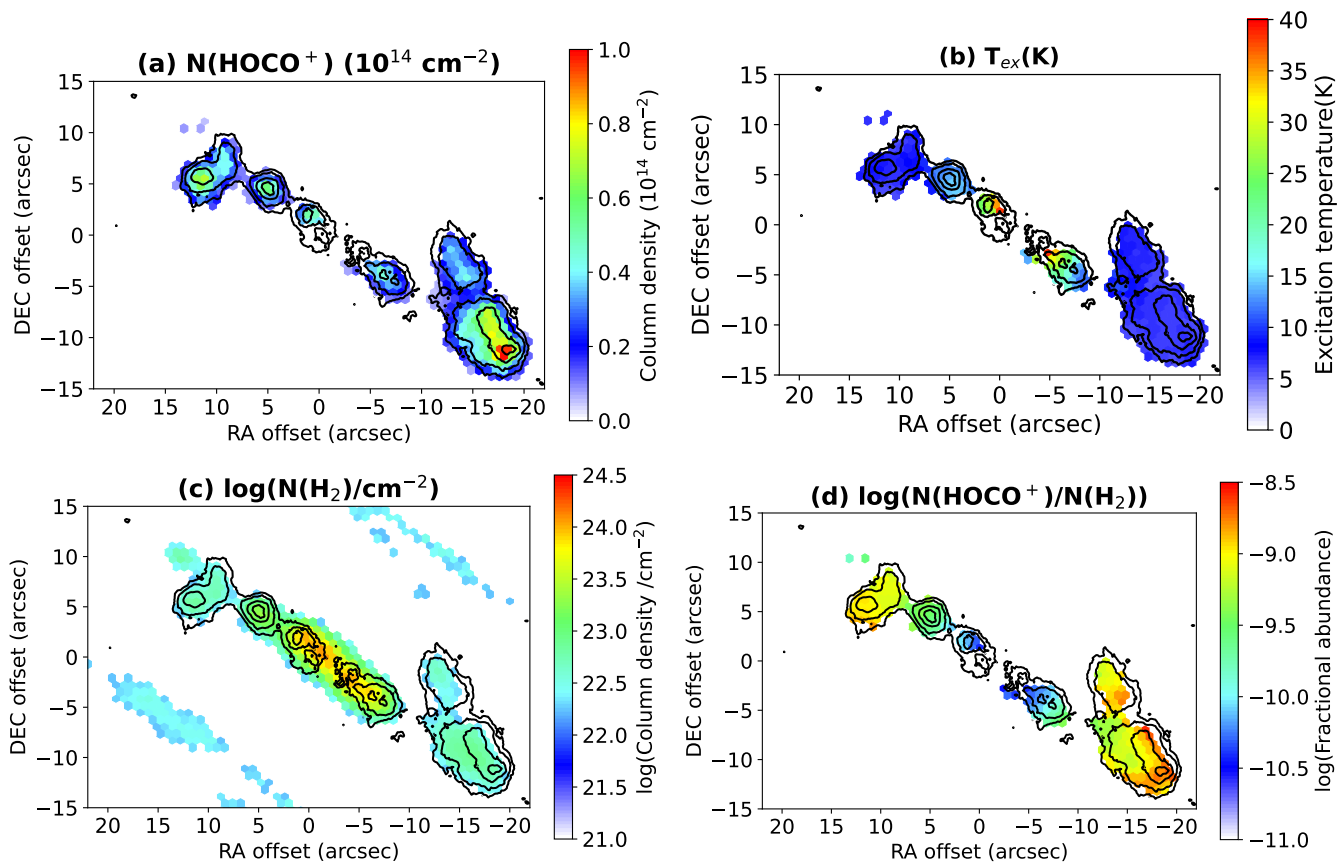 (a) N(HOCO⁺) (10¹⁴ cm⁻²)
15
10
5
0
−5
−10
−15
DEC offset (arcsec)
20 15 10 5 0 −5 −10 −15 −20
RA offset (arcsec)
1.0
0.8
0.6
0.4
0.2
0.0
Column density (10¹⁴ cm⁻²)
(b) Tₑₓ(K)
15
10
5
0
−5
−10
−15
DEC offset (arcsec)
20 15 10 5 0 −5 −10 −15 −20
RA offset (arcsec)
40
35
30
25
20
15
10
5
0
Excitation temperature(K)
(c) log(N(H₂)/cm⁻²)
15
10
5
0
−5
−10
−15
DEC offset (arcsec)
20 15 10 5 0 −5 −10 −15 −20
RA offset (arcsec)
24.5
24.0
23.5
23.0
22.5
22.0
21.5
21.0
log(Column density /cm⁻²)
(d) log(N(HOCO⁺)/N(H₂))
15
10
5
0
−5
−10
−15
DEC offset (arcsec)
20 15 10 5 0 −5 −10 −15 −20
RA offset (arcsec)
−8.5
−9.0
−9.5
−10.0
−10.5
−11.0
log(Fractional abundance)